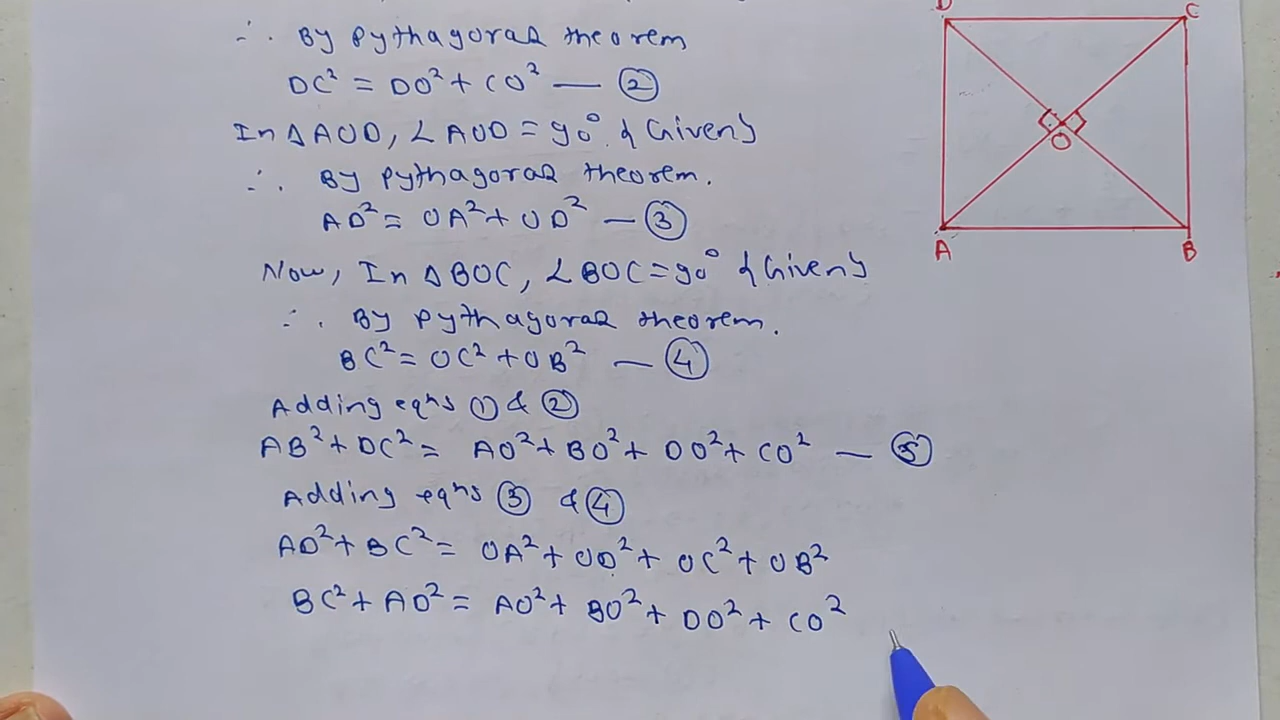 ∴ By Pythagoras theorem
DC² = DO² + CO² — ②
In ΔAOD, ∠AOD = 90° {Given}
∴ By Pythagoras theorem.
AD² = OA² + OD² — ③
Now, In ΔBOC, ∠BOC = 90° {Given}
∴ By Pythagoras theorem.
BC² = OC² + OB² — ④
Adding eqns ① & ②
AB² + DC² = AO² + BO² + DO² + CO² — ⑤
Adding eqns ③ & ④
AD² + BC² = OA² + OD² + OC² + OB²
BC² + AD² = AO² + BO² + DO² + CO²
D C
O
A B